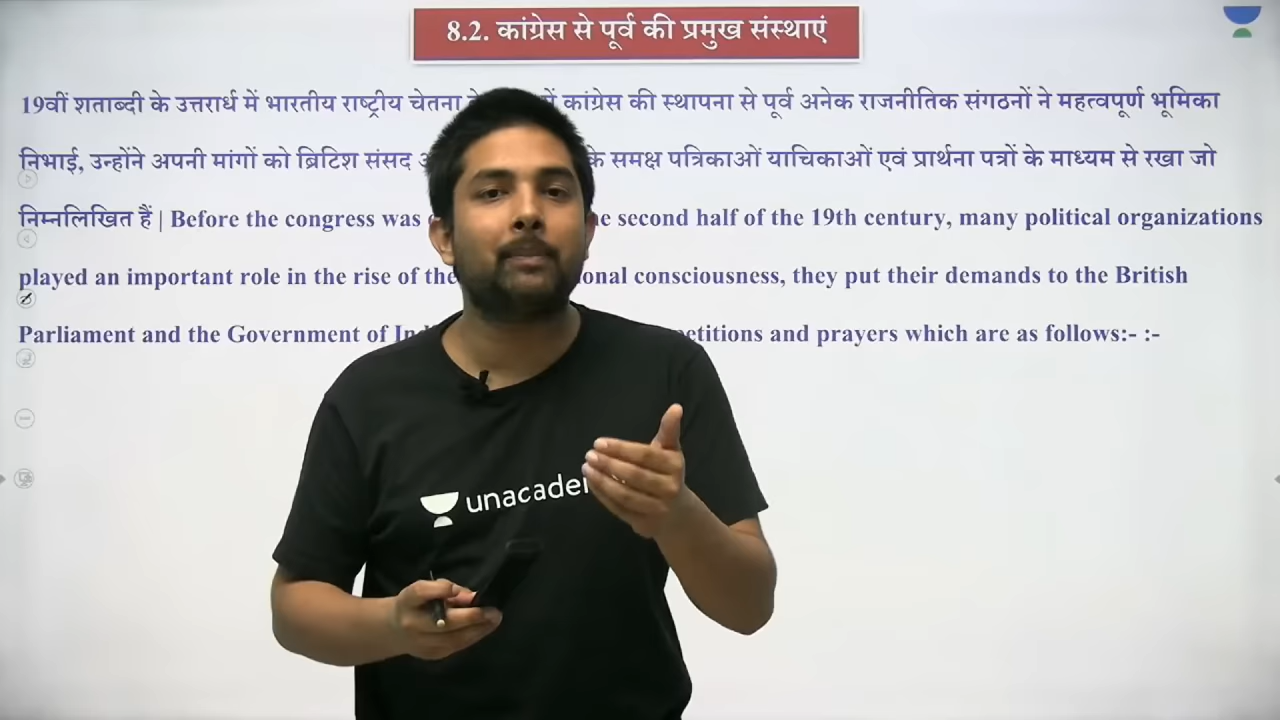 8.2. कांग्रेस से पूर्व की प्रमुख संस्थाएं
19वीं शताब्दी के उत्तरार्ध में भारतीय राष्ट्रीय चेतना में कांग्रेस की स्थापना से पूर्व अनेक राजनीतिक संगठनों ने महत्वपूर्ण भूमिका
निभाई, उन्होंने अपनी मांगों को ब्रिटिश संसद के समक्ष पत्रिकाओं याचिकाओं एवं प्रार्थना पत्रों के माध्यम से रखा जो
निम्नलिखित हैं | Before the congress was second half of the 19th century, many political organizations
played an important role in the rise of the consciousness, they put their demands to the British
Parliament and the Government of and prayers which are as follows:- :-
unacade